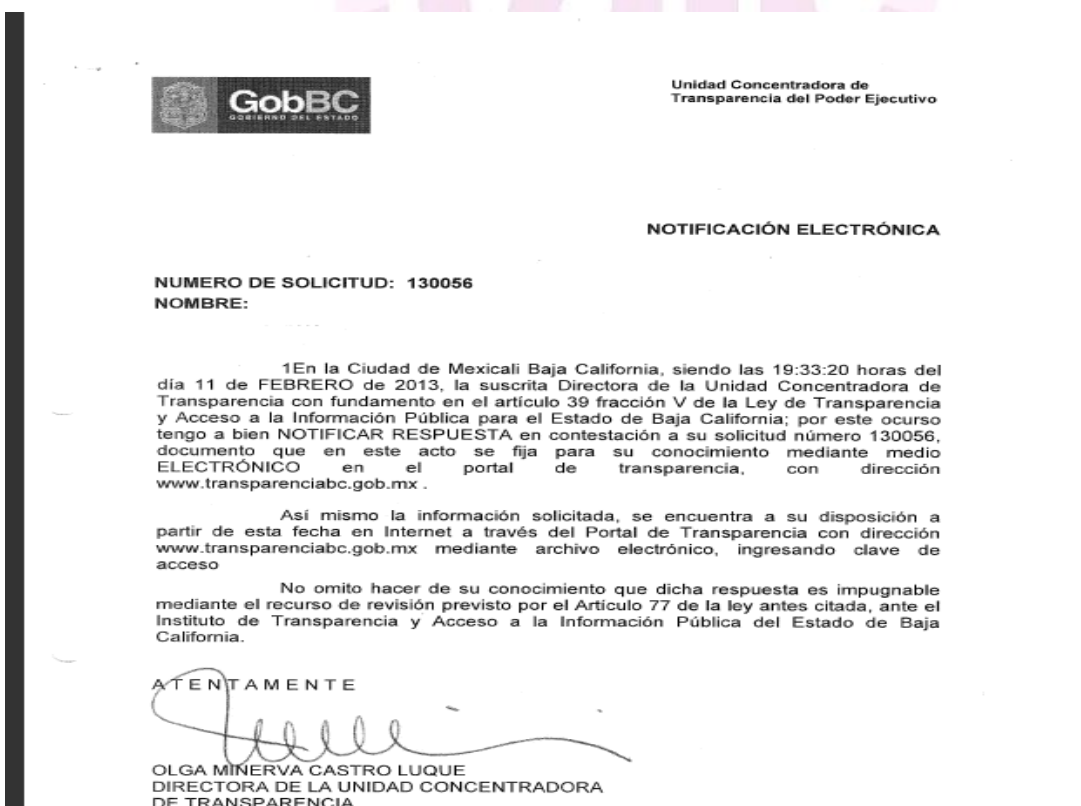 GobBC
GOBIERNO DEL ESTADO
Unidad Concentradora de
Transparencia del Poder Ejecutivo
NOTIFICACIÓN ELECTRÓNICA
NUMERO DE SOLICITUD: 130056
NOMBRE:
1En la Ciudad de Mexicali Baja California, siendo las 19:33:20 horas del
día 11 de FEBRERO de 2013, la suscrita Directora de la Unidad Concentradora de
Transparencia con fundamento en el artículo 39 fracción V de la Ley de Transparencia
y Acceso a la Información Pública para el Estado de Baja California; por este ocurso
tengo a bien NOTIFICAR RESPUESTA en contestación a su solicitud número 130056,
documento que en este acto se fija para su conocimiento mediante medio
ELECTRÓNICO en el portal de transparencia, con dirección
www.transparenciabc.gob.mx .
Así mismo la información solicitada, se encuentra a su disposición a
partir de esta fecha en Internet a través del Portal de Transparencia con dirección
www.transparenciabc.gob.mx mediante archivo electrónico, ingresando clave de
acceso
No omito hacer de su conocimiento que dicha respuesta es impugnable
mediante el recurso de revisión previsto por el Artículo 77 de la ley antes citada, ante el
Instituto de Transparencia y Acceso a la Información Pública del Estado de Baja
California.
ATENTAMENTE
OLGA MINERVA CASTRO LUQUE
DIRECTORA DE LA UNIDAD CONCENTRADORA
DE TRANSPARENCIA